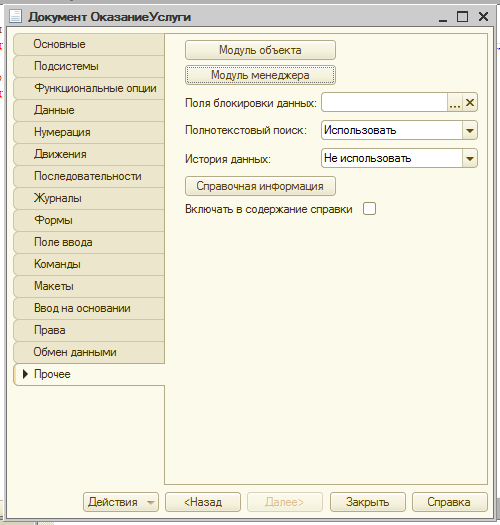 Документ ОказаниеУслуги
Основные
Подсистемы
Функциональные опции
Данные
Нумерация
Движения
Последовательности
Журналы
Формы
Поле ввода
Команды
Макеты
Ввод на основании
Права
Обмен данными
Прочее
Модуль объекта
Модуль менеджера
Поля блокировки данных: ...
Полнотекстовый поиск: Использовать
История данных: Не использовать
Справочная информация
Включать в содержание справки
Действия <Назад Далее> Закрыть Справка